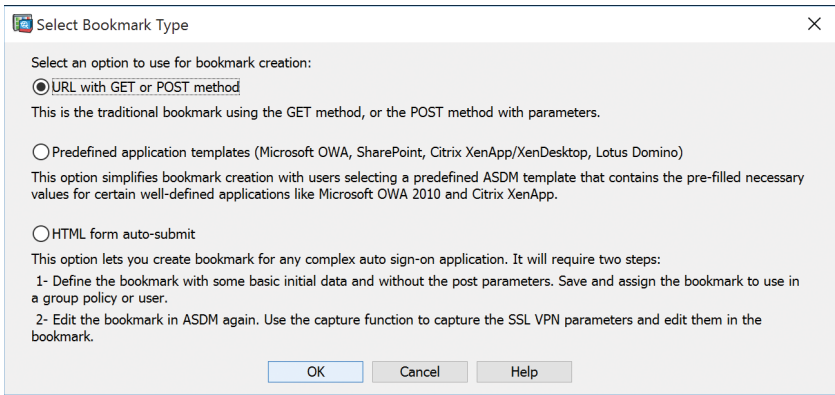 Select Bookmark Type
Select an option to use for bookmark creation:
URL with GET or POST method
This is the traditional bookmark using the GET method, or the POST method with parameters.
Predefined application templates (Microsoft OWA, SharePoint, Citrix XenApp/XenDesktop, Lotus Domino)
This option simplifies bookmark creation with users selecting a predefined ASDM template that contains the pre-filled necessary
values for certain well-defined applications like Microsoft OWA 2010 and Citrix XenApp.
HTML form auto-submit
This option lets you create bookmark for any complex auto sign-on application. It will require two steps:
1- Define the bookmark with some basic initial data and without the post parameters. Save and assign the bookmark to use in
a group policy or user.
2- Edit the bookmark in ASDM again. Use the capture function to capture the SSL VPN parameters and edit them in the
bookmark.
OK Cancel Help